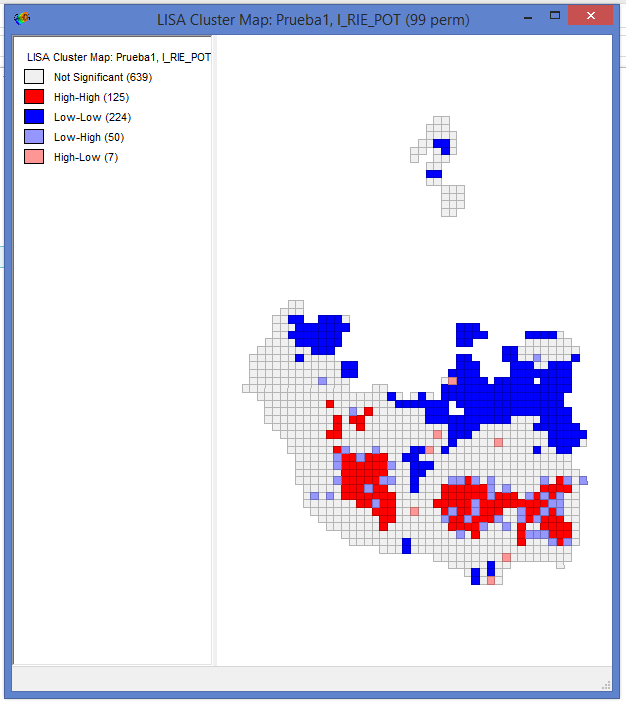 LISA Cluster Map: Prueba1, I_RIE_POT (99 perm)
LISA Cluster Map: Prueba1, I_RIE_POT
Not Significant (639)
High-High (125)
Low-Low (224)
Low-High (50)
High-Low (7)